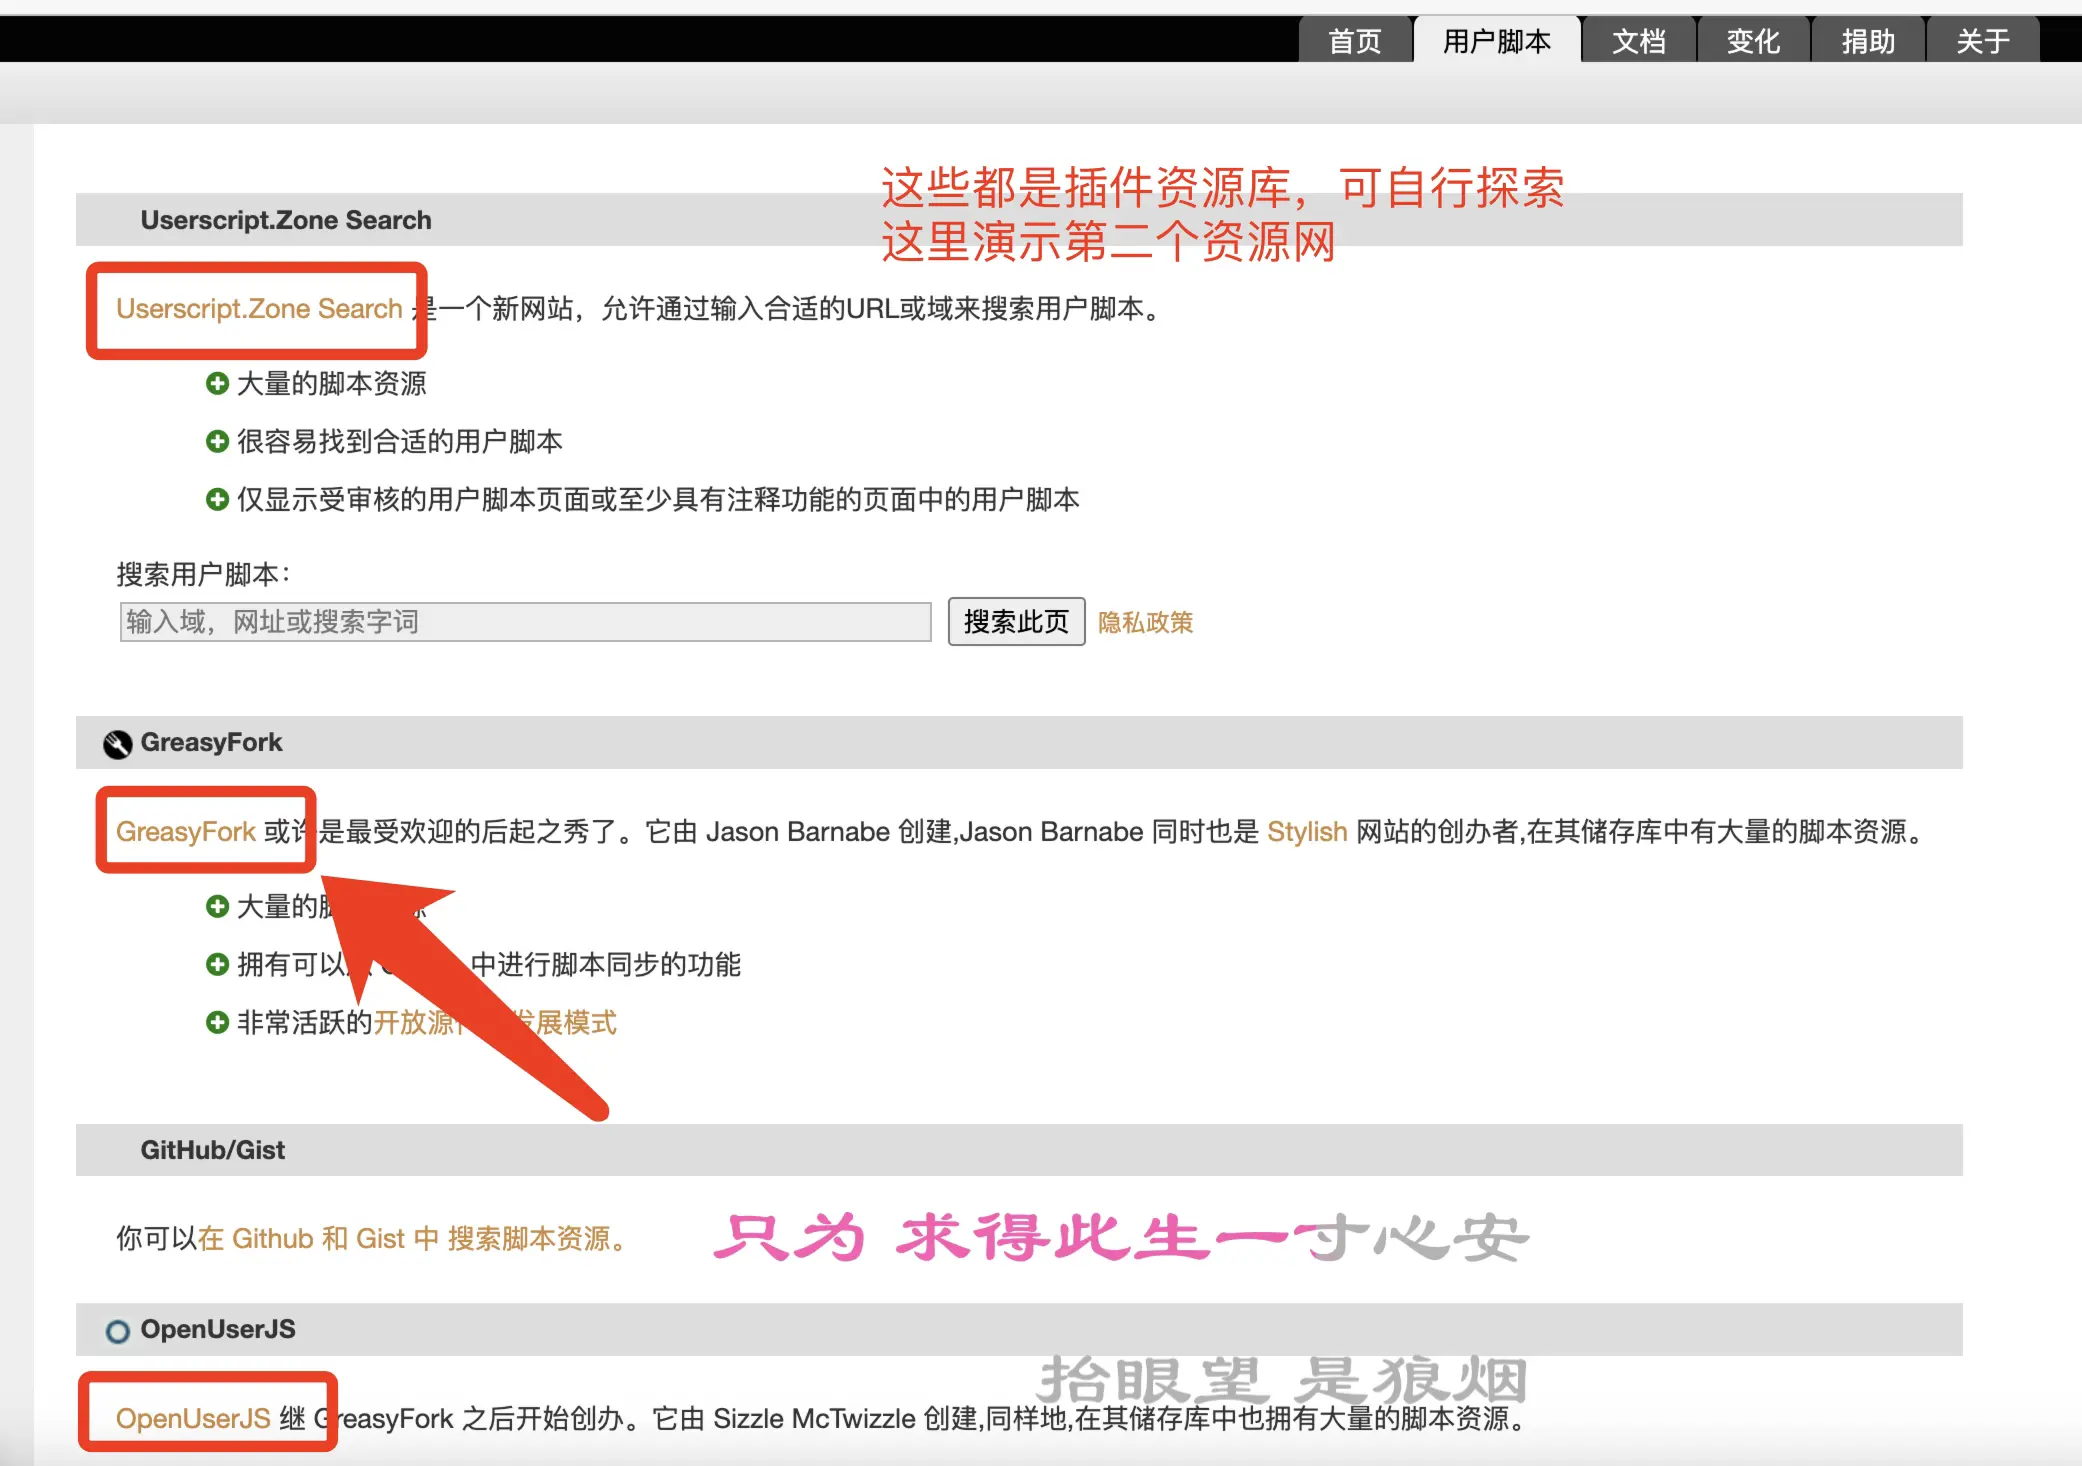 首页 用户脚本 文档 变化 捐助 关于
这些都是插件资源库，可自行探索
这里演示第二个资源网
Userscript.Zone Search
Userscript.Zone Search 是一个新网站，允许通过输入合适的URL或域来搜索用户脚本。
大量的脚本资源
很容易找到合适的用户脚本
仅显示受审核的用户脚本页面或至少具有注释功能的页面中的用户脚本
搜索用户脚本：
输入域，网址或搜索字词 搜索此页 隐私政策
GreasyFork
GreasyFork 或许是最受欢迎的后起之秀了。它由 Jason Barnabe 创建,Jason Barnabe 同时也是 Stylish 网站的创办者,在其储存库中有大量的脚本资源。
大量的脚
拥有可以 中进行脚本同步的功能
非常活跃的开放源 发展模式
GitHub/Gist
你可以在 Github 和 Gist 中 搜索脚本资源。
只为 求得此生一寸心安
OpenUserJS
抬眼望 是狼烟
OpenUserJS 继 GreasyFork 之后开始创办。它由 Sizzle McTwizzle 创建,同样地,在其储存库中也拥有大量的脚本资源。